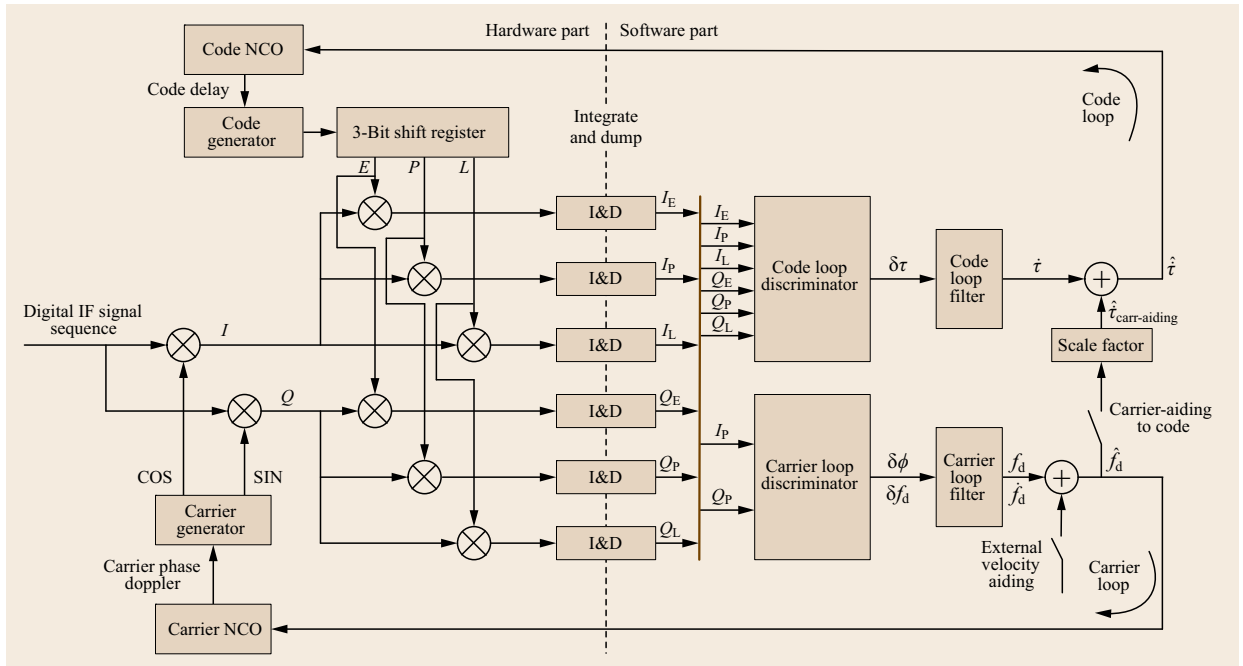 Hardware part
Software part
Code NCO
Code delay
Code
generator
3-Bit shift register
Integrate
and dump
Code
loop
E
P
L
I&D
I_E
I&D
I_P
I&D
I_L
I&D
Q_E
I&D
Q_P
I&D
Q_L
I_E
I_P
I_L
Q_E
Q_P
Q_L
Code loop
discriminator
δτ
Code
loop
filter
τ̇
+
τ̇̂
τ̇̂_carr-aiding
Scale factor
Carrier-aiding
to code
Digital IF signal
sequence
I
Q
COS
SIN
Carrier
generator
Carrier phase
doppler
Carrier NCO
I_P
Q_P
Carrier loop
discriminator
δϕ
δf_d
Carrier
loop
filter
f_d
ḟ_d
+
f̂_d
External
velocity
aiding
Carrier
loop